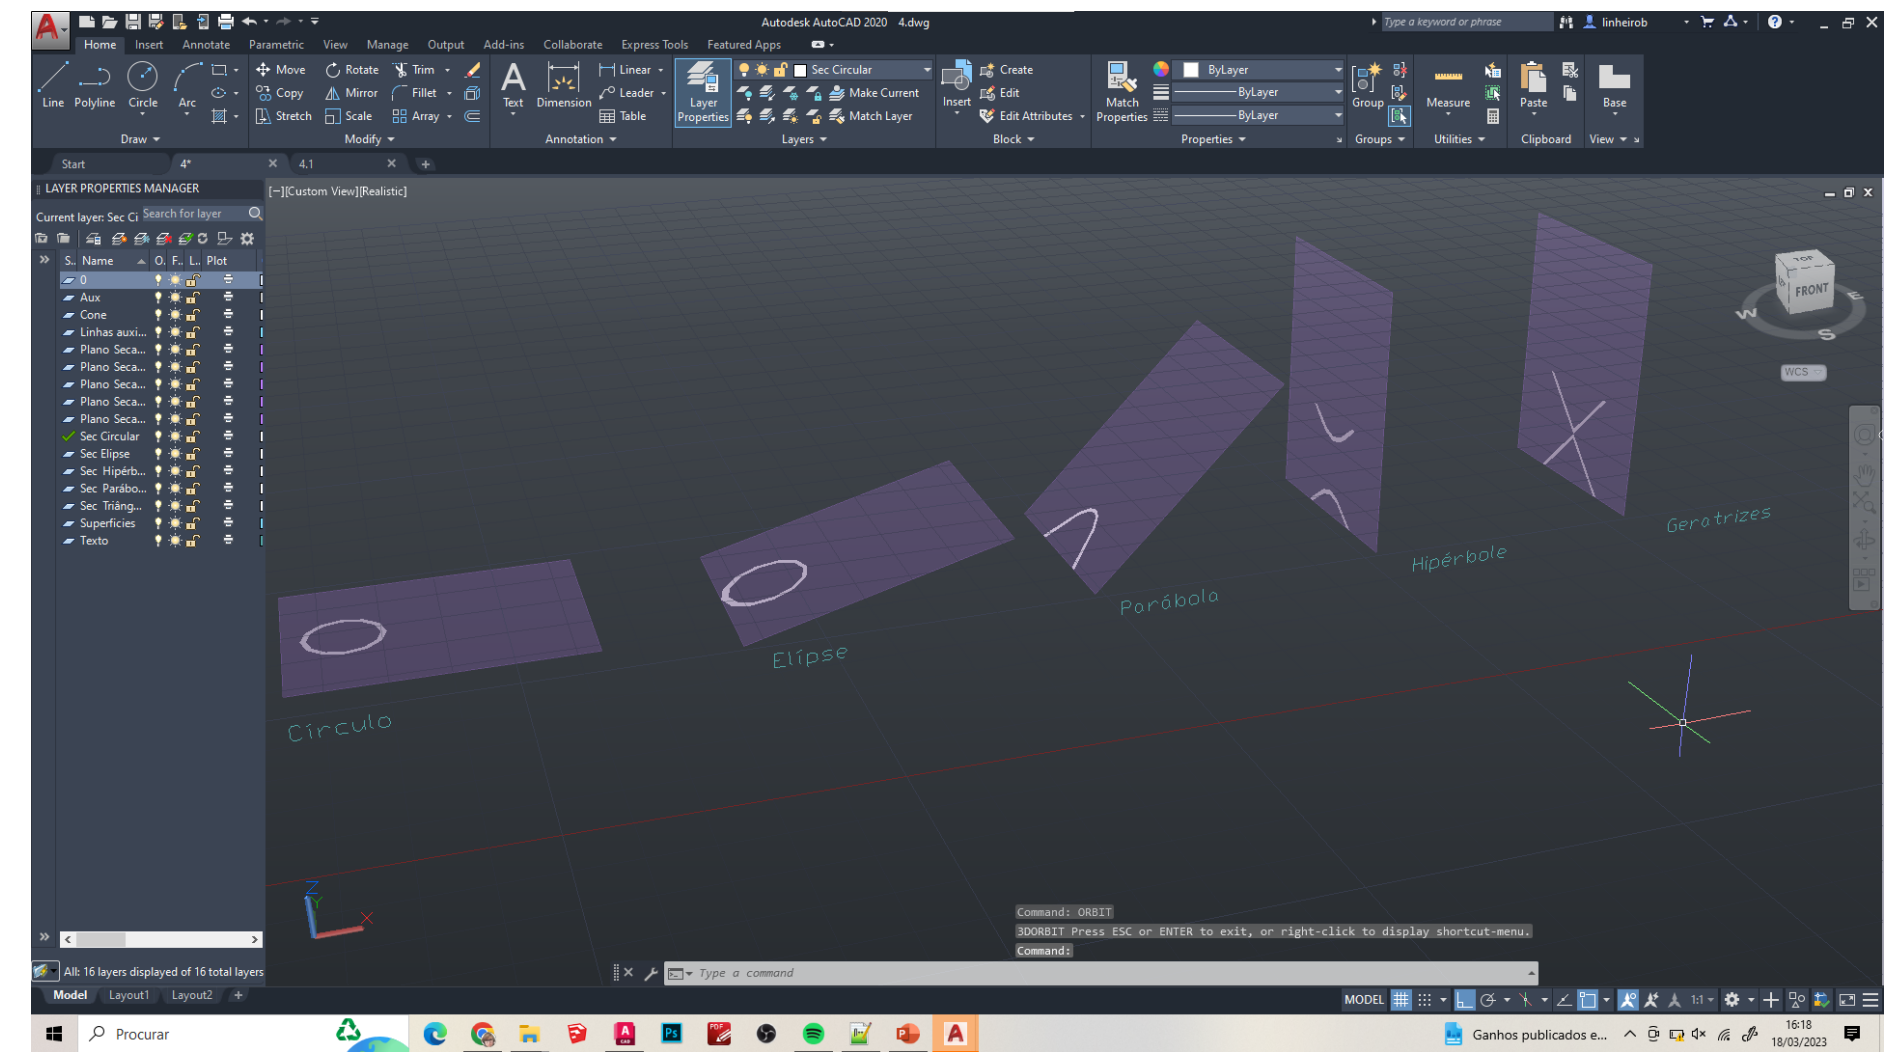 Autodesk AutoCAD 2020 4.dwg
Type a keyword or phrase
linheirob
Home Insert Annotate Parametric View Manage Output Add-ins Collaborate Express Tools Featured Apps
Line Polyline Circle Arc
Move Rotate Trim
Copy Mirror Fillet
Stretch Scale Array
Text Dimension
Linear
Leader
Table
Layer Properties
Sec Circular
Make Current
Match Layer
Insert
Create
Edit
Edit Attributes
Match Properties
ByLayer
ByLayer
ByLayer
Group
Measure
Paste
Base
Draw Modify Annotation Layers Block Properties Groups Utilities Clipboard View
Start 4* 4.1
LAYER PROPERTIES MANAGER
Current layer: Sec Ci Search for layer
S.. Name O. F.. L.. Plot
0
Aux
Cone
Linhas auxi...
Plano Seca...
Plano Seca...
Plano Seca...
Plano Seca...
Plano Seca...
Sec Circular
Sec Elipse
Sec Hipérb...
Sec Parábo...
Sec Triâng...
Superficies
Texto
All: 16 layers displayed of 16 total layers
[−][Custom View][Realistic]
TOP
FRONT
W
S
E
WCS
Geratrizes
Hipérbole
Parábola
Elípse
Círculo
Z
Y
X
Command: ORBIT
3DORBIT Press ESC or ENTER to exit, or right-click to display shortcut-menu.
Command:
Type a command
Model Layout1 Layout2 +
MODEL
1:1
Procurar
Ps
PDF
Ganhos publicados e...
16:18
18/03/2023